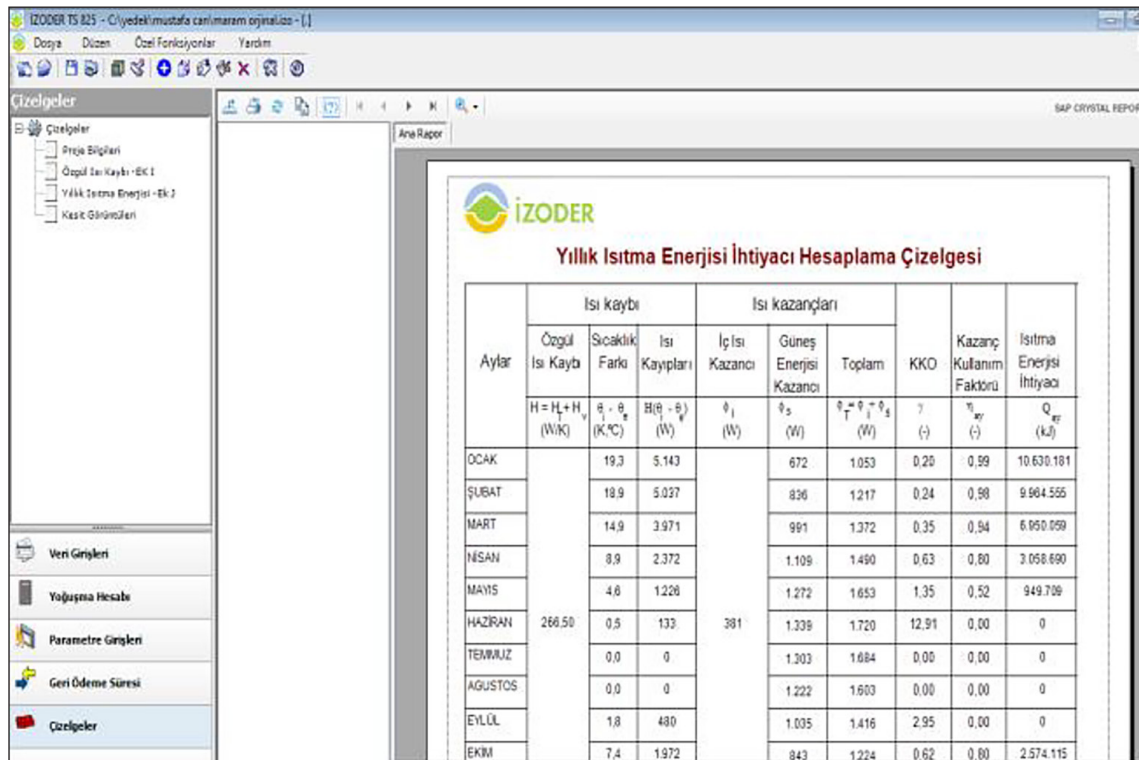 İZODER TS 825 - C:\yedek\mustafa can\maram orjinal.izo - [.]
Dosya Düzen Özel Fonksiyonlar Yardım
Çizelgeler
SAP CRYSTAL REPOR
Çizelgeler
Proje Bilgileri
Özgül Isı Kaybı -EK I
Yıllık Isıtma Enerjisi -Ek J
Kesit Görüntüleri
Ana Rapor
İZODER
Yıllık Isıtma Enerjisi İhtiyacı Hesaplama Çizelgesi
Isı kaybı Isı kazançları
Aylar Özgül Isı Kaybı Sıcaklık Farkı Isı Kayıpları İç Isı Kazancı Güneş Enerjisi Kazancı Toplam KKO Kazanç Kullanım Faktörü Isıtma Enerjisi İhtiyacı
(W/K) (K,ºC) (W) (W) (W) (W) (-) (-) (kJ)
OCAK 19,3 5.143 672 1.053 0,20 0,99 10.630.181
ŞUBAT 18,9 5.037 836 1.217 0,24 0,98 9.964.555
MART 14,9 3.971 991 1.372 0,35 0,94 6.950.059
NİSAN 8,9 2.372 1.109 1.490 0,63 0,80 3.058.690
MAYIS 4,6 1.226 1.272 1.653 1,35 0,52 949.709
HAZİRAN 266,50 0,5 133 381 1.339 1.720 12,91 0,00 0
TEMMUZ 0,0 0 1.303 1.684 0,00 0,00 0
AGUSTOS 0,0 0 1.222 1.603 0,00 0,00 0
EYLÜL 1,8 480 1.035 1.416 2,95 0,00 0
EKİM 7,4 1.972 843 1.224 0,62 0,80 2.574.115
Veri Girişleri
Yoğuşma Hesabı
Parametre Girişleri
Geri Ödeme Süresi
Çizelgeler